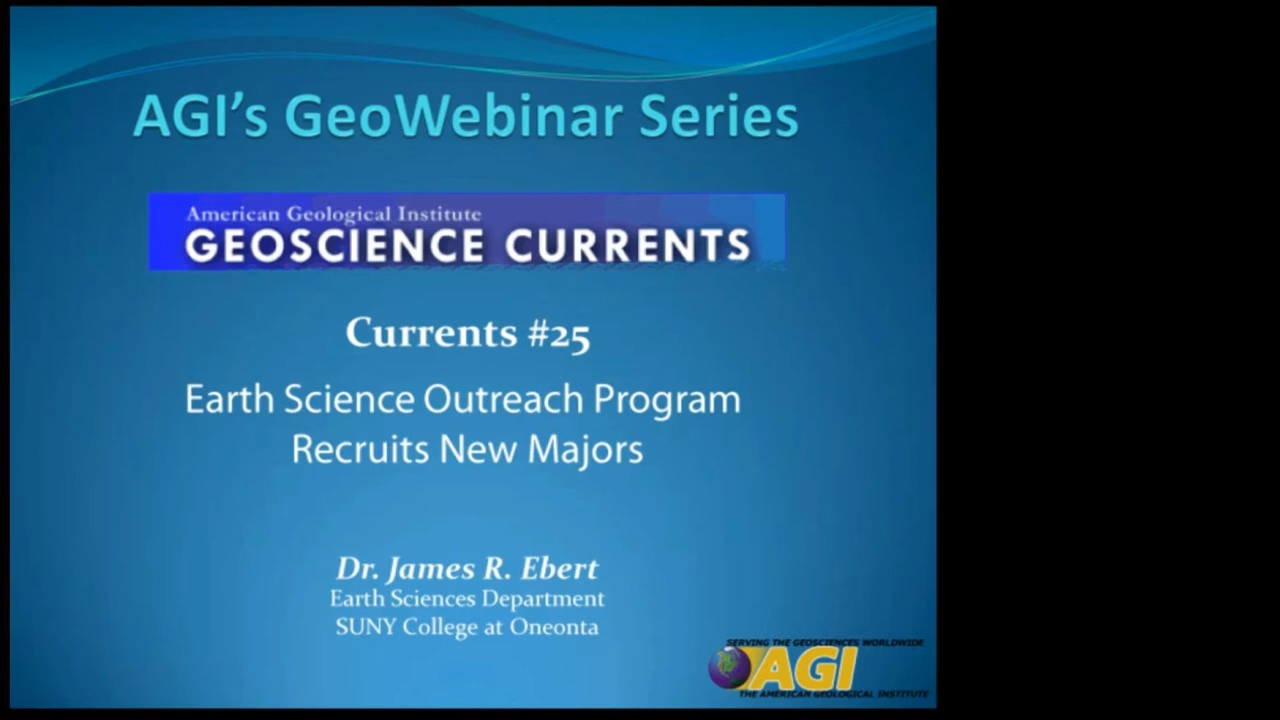 AGI's GeoWebinar Series
American Geological Institute
GEOSCIENCE CURRENTS
Currents #25
Earth Science Outreach Program
Recruits New Majors
Dr. James R. Ebert
Earth Sciences Department
SUNY College at Oneonta
SERVING THE GEOSCIENCES WORLDWIDE
AGI
THE AMERICAN GEOLOGICAL INSTITUTE